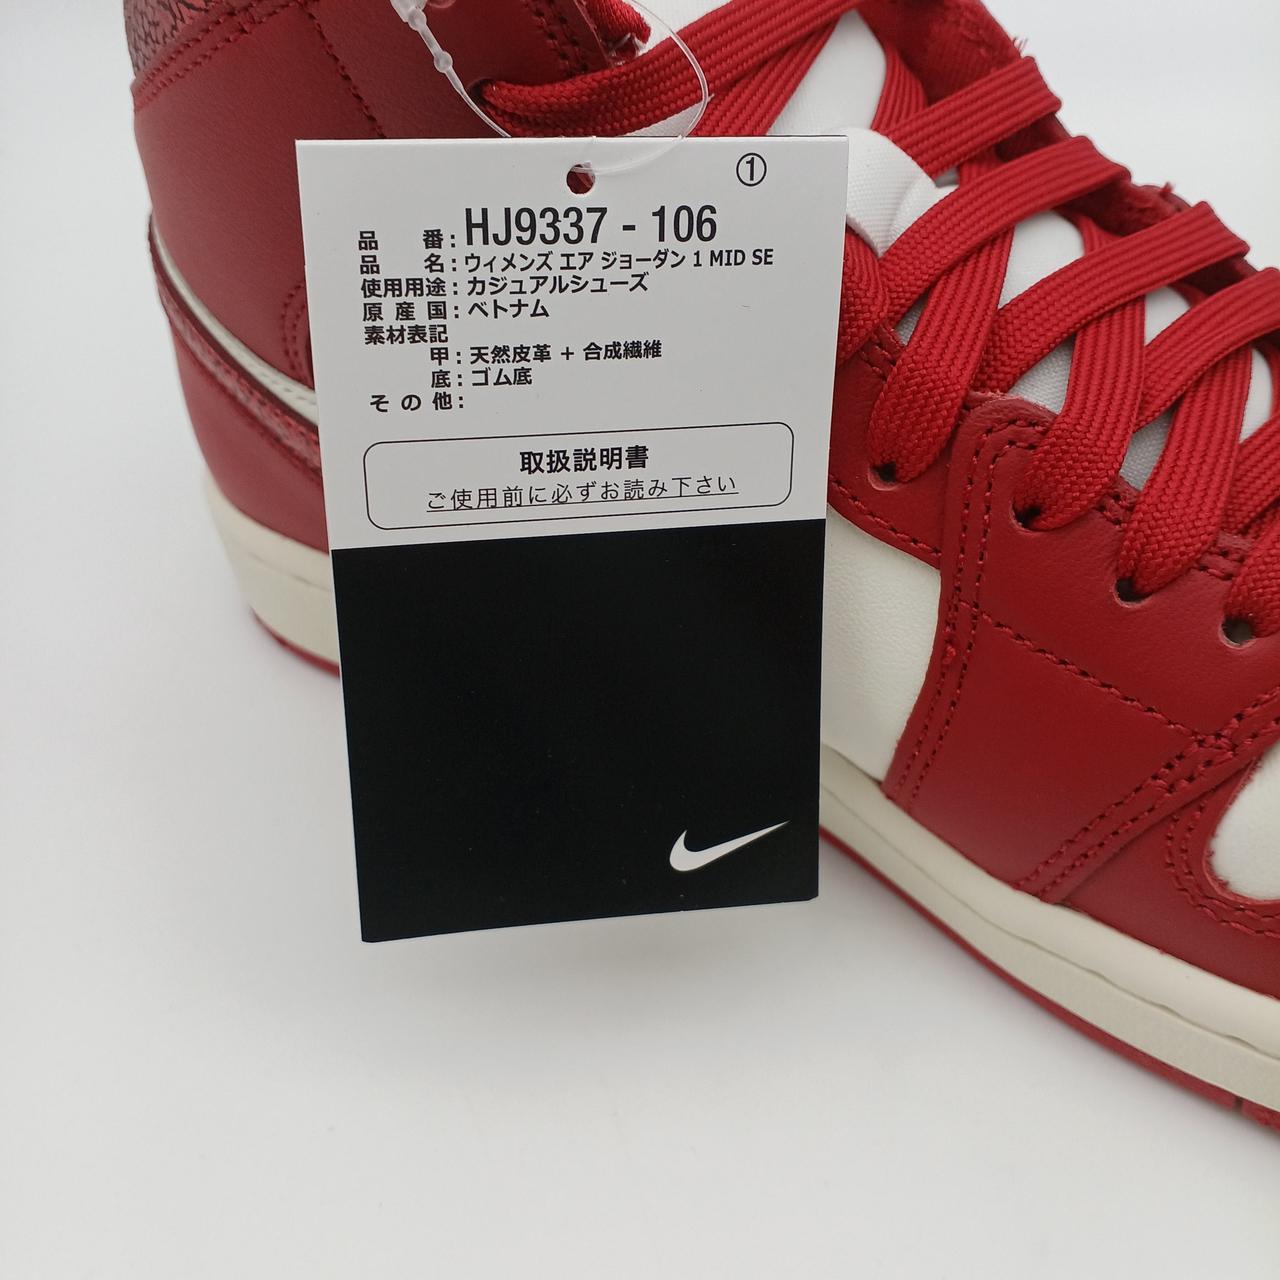 ①
品 番：HJ9337 - 106
品 名：ウィメンズ エア ジョーダン 1 MID SE
使用用途：カジュアルシューズ
原 産 国：ベトナム
素材表記
甲：天然皮革 + 合成繊維
底：ゴム底
そ の 他：
取扱説明書
ご使用前に必ずお読み下さい